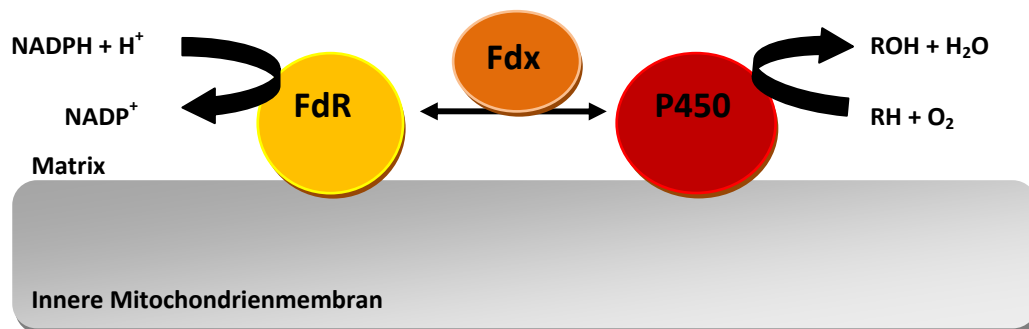 NADPH + H⁺
NADP⁺
FdR
Fdx
P450
ROH + H₂O
RH + O₂
Matrix
Innere Mitochondrienmembran